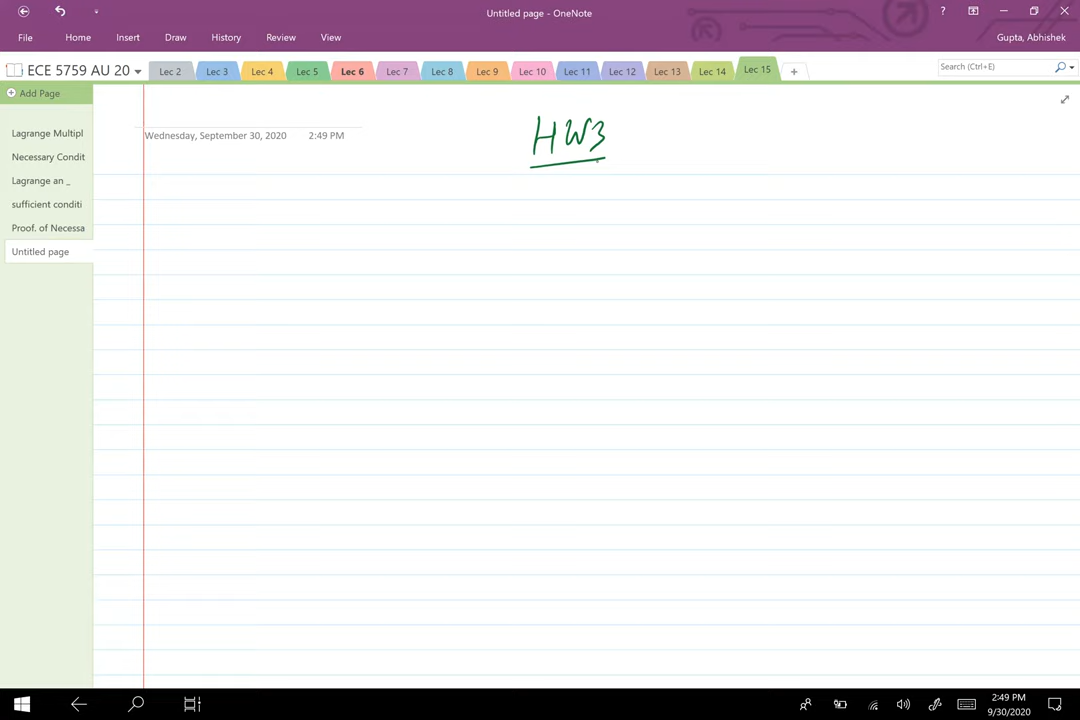 Untitled page - OneNote
?
File Home Insert Draw History Review View
Gupta, Abhishek
ECE 5759 AU 20
Lec 2 Lec 3 Lec 4 Lec 5 Lec 6 Lec 7 Lec 8 Lec 9 Lec 10 Lec 11 Lec 12 Lec 13 Lec 14 Lec 15 +
Search (Ctrl+E)
Add Page
Lagrange Multipl
Necessary Condit
Lagrange an _
sufficient conditi
Proof. of Necessa
Untitled page
HW3
Wednesday, September 30, 2020 2:49 PM
2:49 PM
9/30/2020